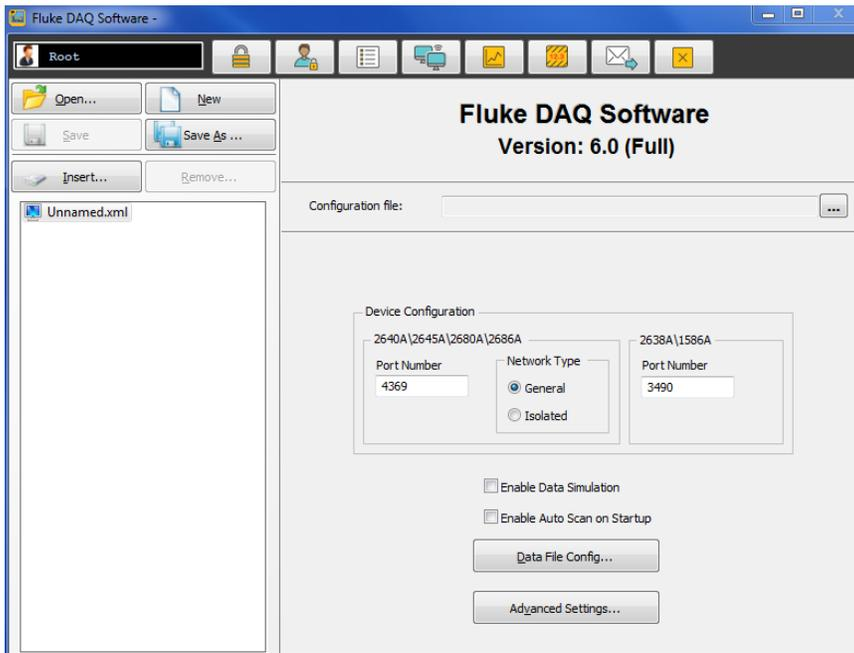 Fluke DAQ Software -
Root
Open...
New
Save
Save As ...
Insert...
Remove...
Unnamed.xml
Fluke DAQ Software
Version: 6.0 (Full)
Configuration file:
...
Device Configuration
2640A\2645A\2680A\2686A
Port Number
4369
Network Type
General
Isolated
2638A\1586A
Port Number
3490
Enable Data Simulation
Enable Auto Scan on Startup
Data File Config...
Advanced Settings...